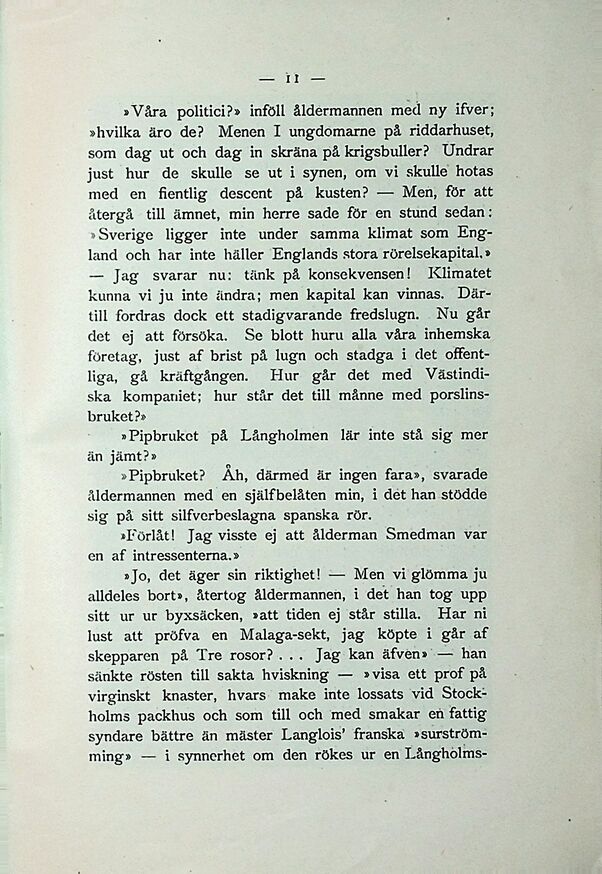 — 11 —
»Våra politici?» inföll åldermannen med ny ifver;
»hvilka äro de? Menen I ungdomarne på riddarhuset,
som dag ut och dag in skräna på krigsbuller? Undrar
just hur de skulle se ut i synen, om vi skulle hotas
med en fientlig descent på kusten? — Men, för att
återgå till ämnet, min herre sade för en stund sedan:
»Sverige ligger inte under samma klimat som Eng-
land och har inte häller Englands stora rörelsekapital.»
— Jag svarar nu: tänk på konsekvensen! Klimatet
kunna vi ju inte ändra; men kapital kan vinnas. Där-
till fordras dock ett stadigvarande fredslugn. Nu går
det ej att försöka. Se blott huru alla våra inhemska
företag, just af brist på lugn och stadga i det offent-
liga, gå kräftgången. Hur går det med Västindi-
ska kompaniet; hur står det till månne med porslins-
bruket?»
»Pipbruket på Långholmen lär inte stå sig mer
än jämt?»
»Pipbruket? Åh, därmed är ingen fara», svarade
åldermannen med en själfbelåten min, i det han stödde
sig på sitt silfverbeslagna spanska rör.
»Förlåt! Jag visste ej att ålderman Smedman var
en af intressenterna.»
»Jo, det äger sin riktighet! — Men vi glömma ju
alldeles bort», återtog åldermannen, i det han tog upp
sitt ur ur byxsäcken, »att tiden ej står stilla. Har ni
lust att pröfva en Malaga-sekt, jag köpte i går af
skepparen på Tre rosor? . . . Jag kan äfven» — han
sänkte rösten till sakta hviskning — »visa ett prof på
virginskt knaster, hvars make inte lossats vid Stock-
holms packhus och som till och med smakar en fattig
syndare bättre än mäster Langlois' franska »surström-
ming» — i synnerhet om den rökes ur en Långholms-